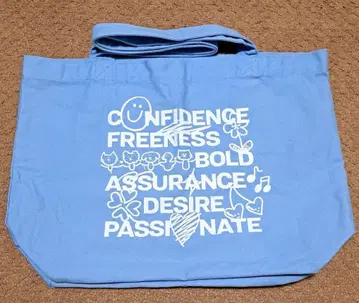 CONFIDENCE
FREENESS
BOLD
ASSURANCE
DESIRE
PASSIONATE